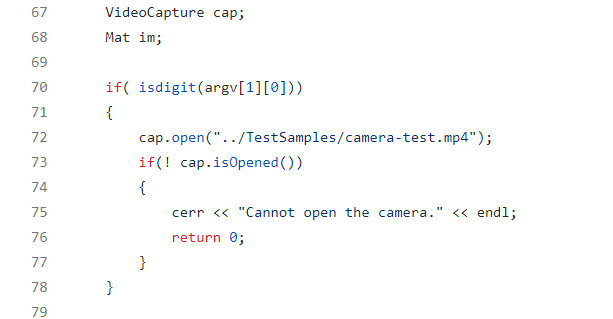 67 VideoCapture cap;
68 Mat im;
69
70 if( isdigit(argv[1][0]))
71 {
72 cap.open("../TestSamples/camera-test.mp4");
73 if(! cap.isOpened())
74 {
75 cerr << "Cannot open the camera." << endl;
76 return 0;
77 }
78 }
79